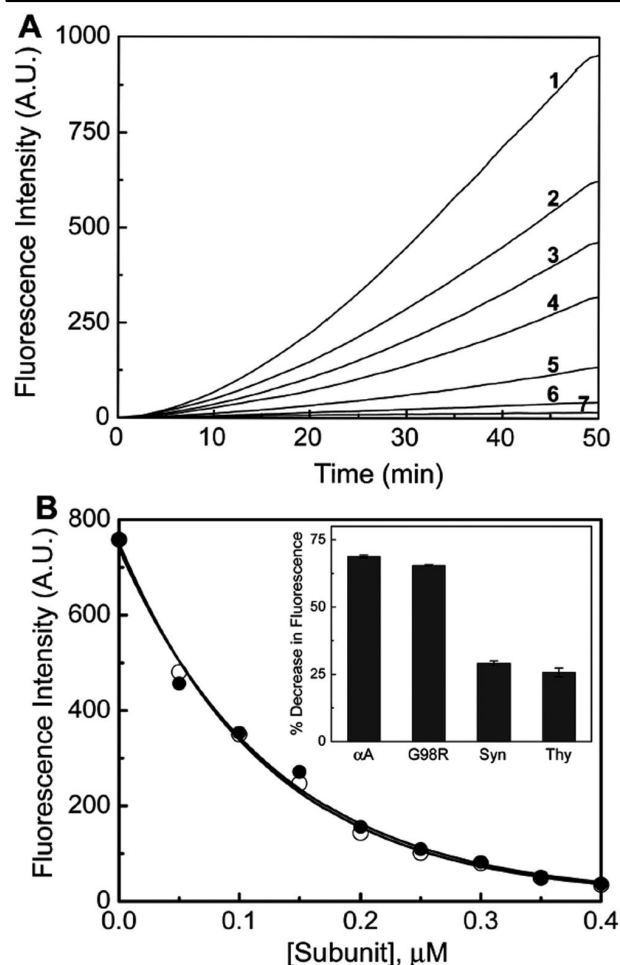 A
1000
750
500
250
0
Fluorescence Intensity (A.U.)
1
2
3
4
5
6
7
0 10 20 30 40 50
Time (min)
B
800
600
400
200
0
Fluorescence Intensity (A.U.)
75
50
25
0
% Decrease in Fluorescence
αA G98R Syn Thy
0.0 0.1 0.2 0.3 0.4
[Subunit], μM